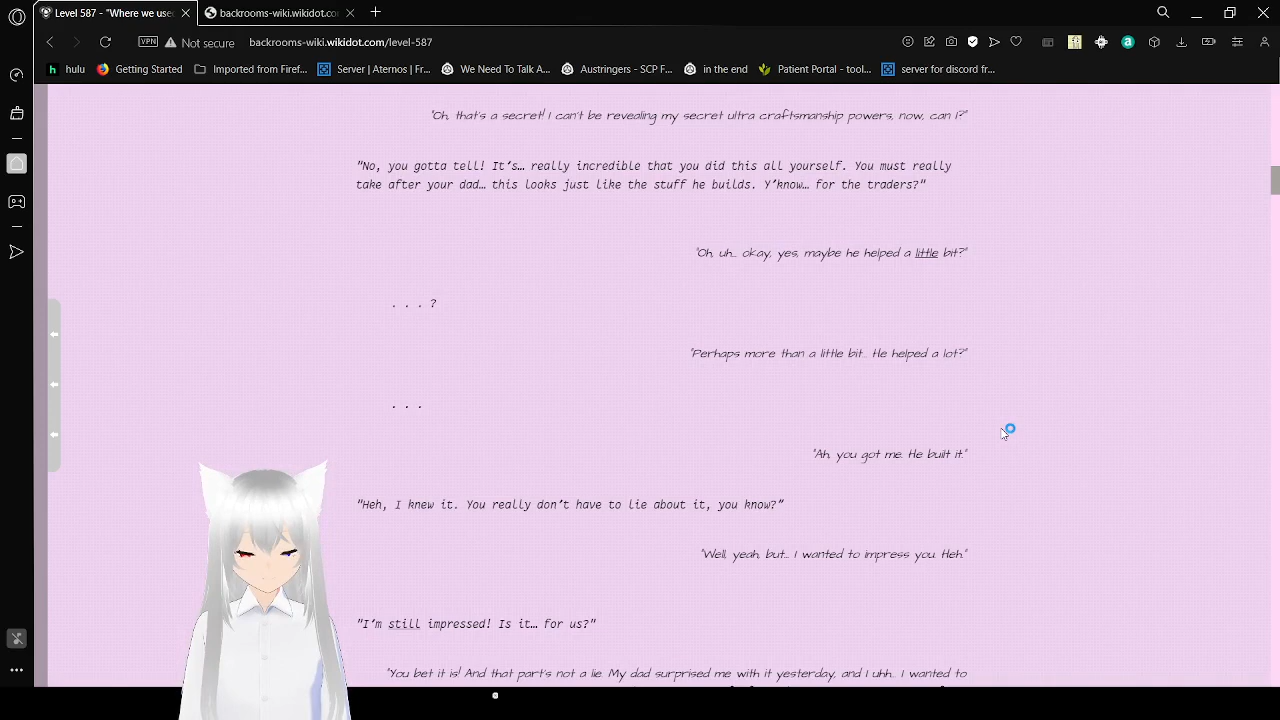 Level 587 - "Where we used
backrooms-wiki.wikidot.com/
VPN
Not secure
backrooms-wiki.wikidot.com/level-587
hulu
Getting Started
Imported from Firef...
Server | Aternos | Fr...
We Need To Talk A...
Austringers - SCP F...
in the end
Patient Portal - tool...
server for discord fr...
"Oh, that's a secret! I can't be revealing my secret ultra craftsmanship powers, now, can I?"
"No, you gotta tell! It's… really incredible that you did this all yourself. You must really
take after your dad… this looks just like the stuff he builds. Y'know… for the traders?"
"Oh, uh… okay, yes, maybe he helped a little bit?"
. . . ?
"Perhaps more than a little bit… He helped a lot?"
. . .
"Ah, you got me. He built it."
"Heh, I knew it. You really don't have to lie about it, you know?"
"Well, yeah, but… I wanted to impress you. Heh."
"I'm still impressed! Is it… for us?"
"You bet it is! And that part's not a lie. My dad surprised me with it yesterday, and I uhh… I wanted to